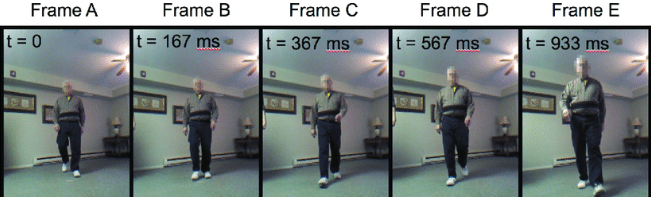 Frame A Frame B Frame C Frame D Frame E
t = 0 t = 167 ms t = 367 ms t = 567 ms t = 933 ms